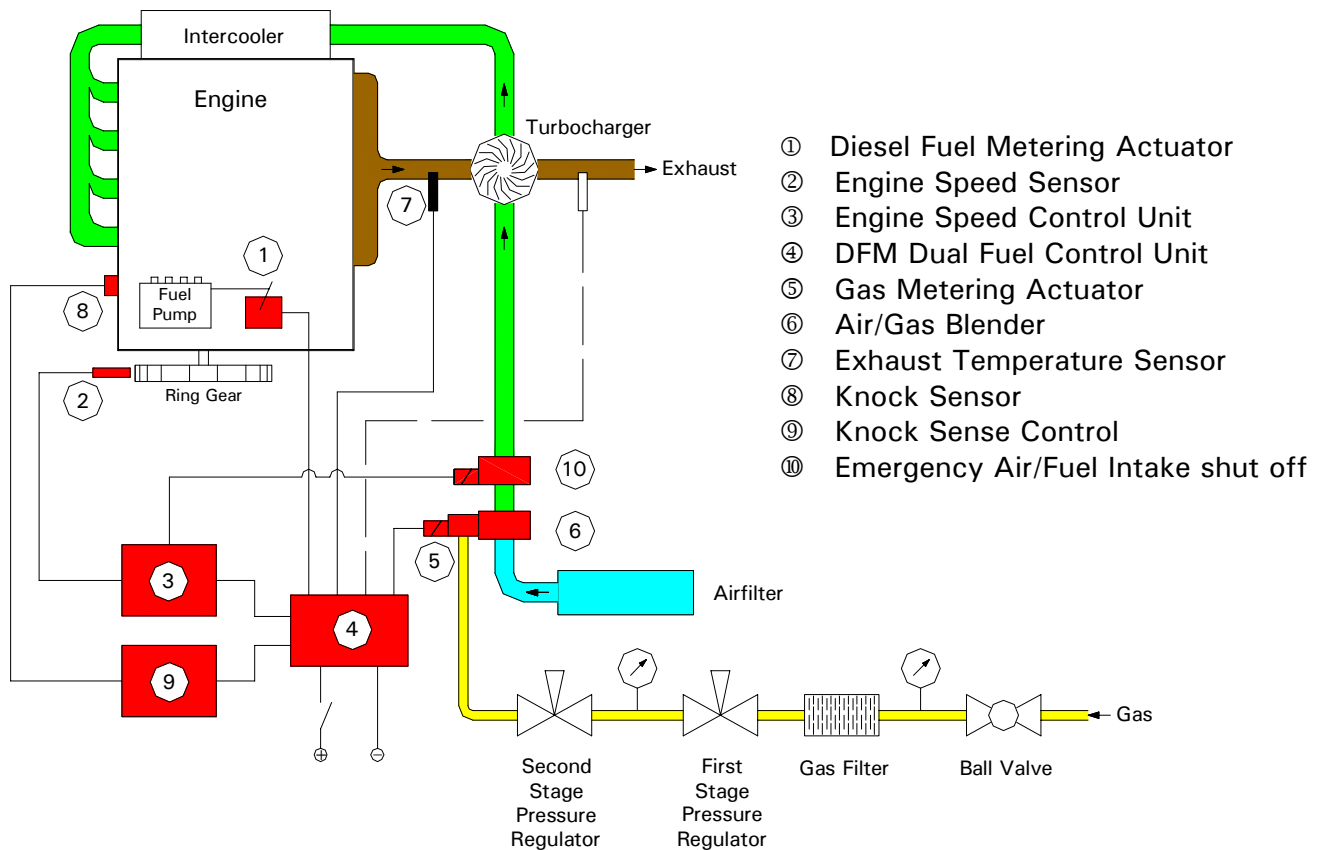 Intercooler
Engine
Turbocharger
Exhaust
7
1
Fuel
Pump
8
2
Ring Gear
10
6
5
3
4
9
Airfilter
Gas
Second
Stage
Pressure
Regulator
First
Stage
Pressure
Regulator
Gas Filter
Ball Valve
① Diesel Fuel Metering Actuator
② Engine Speed Sensor
③ Engine Speed Control Unit
④ DFM Dual Fuel Control Unit
⑤ Gas Metering Actuator
⑥ Air/Gas Blender
⑦ Exhaust Temperature Sensor
⑧ Knock Sensor
⑨ Knock Sense Control
⑩ Emergency Air/Fuel Intake shut off